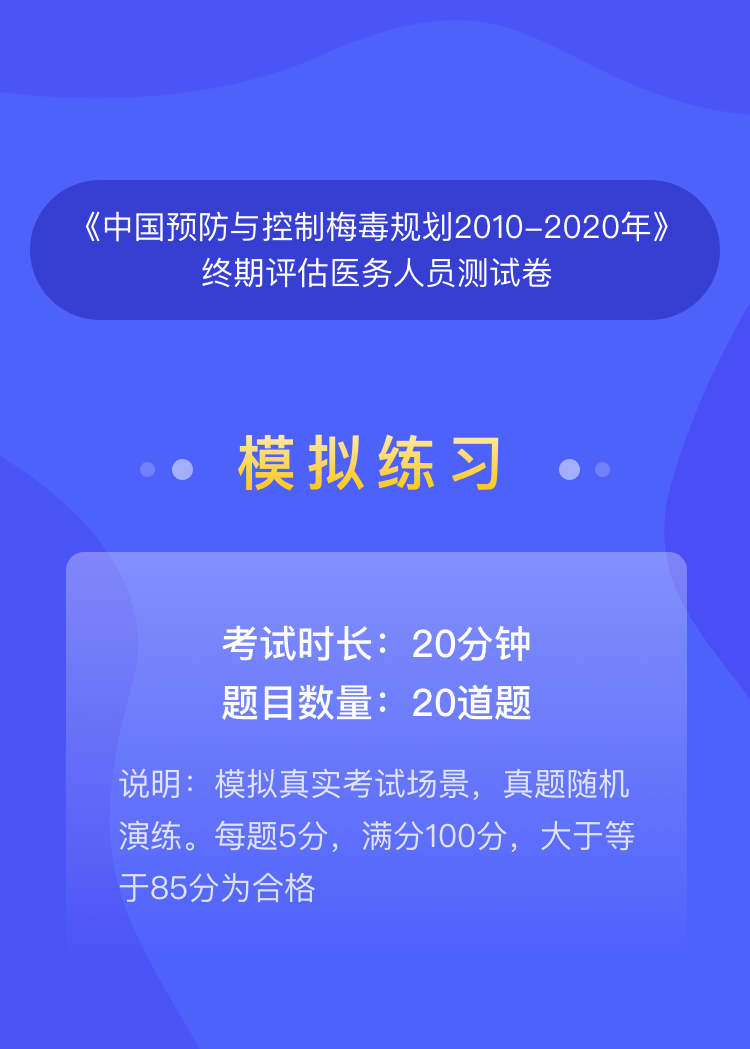 《中国预防与控制梅毒规划2010-2020年》
终期评估医务人员测试卷
模拟练习
考试时长：20分钟
题目数量：20道题
说明：模拟真实考试场景，真题随机
演练。每题5分，满分100分，大于等
于85分为合格